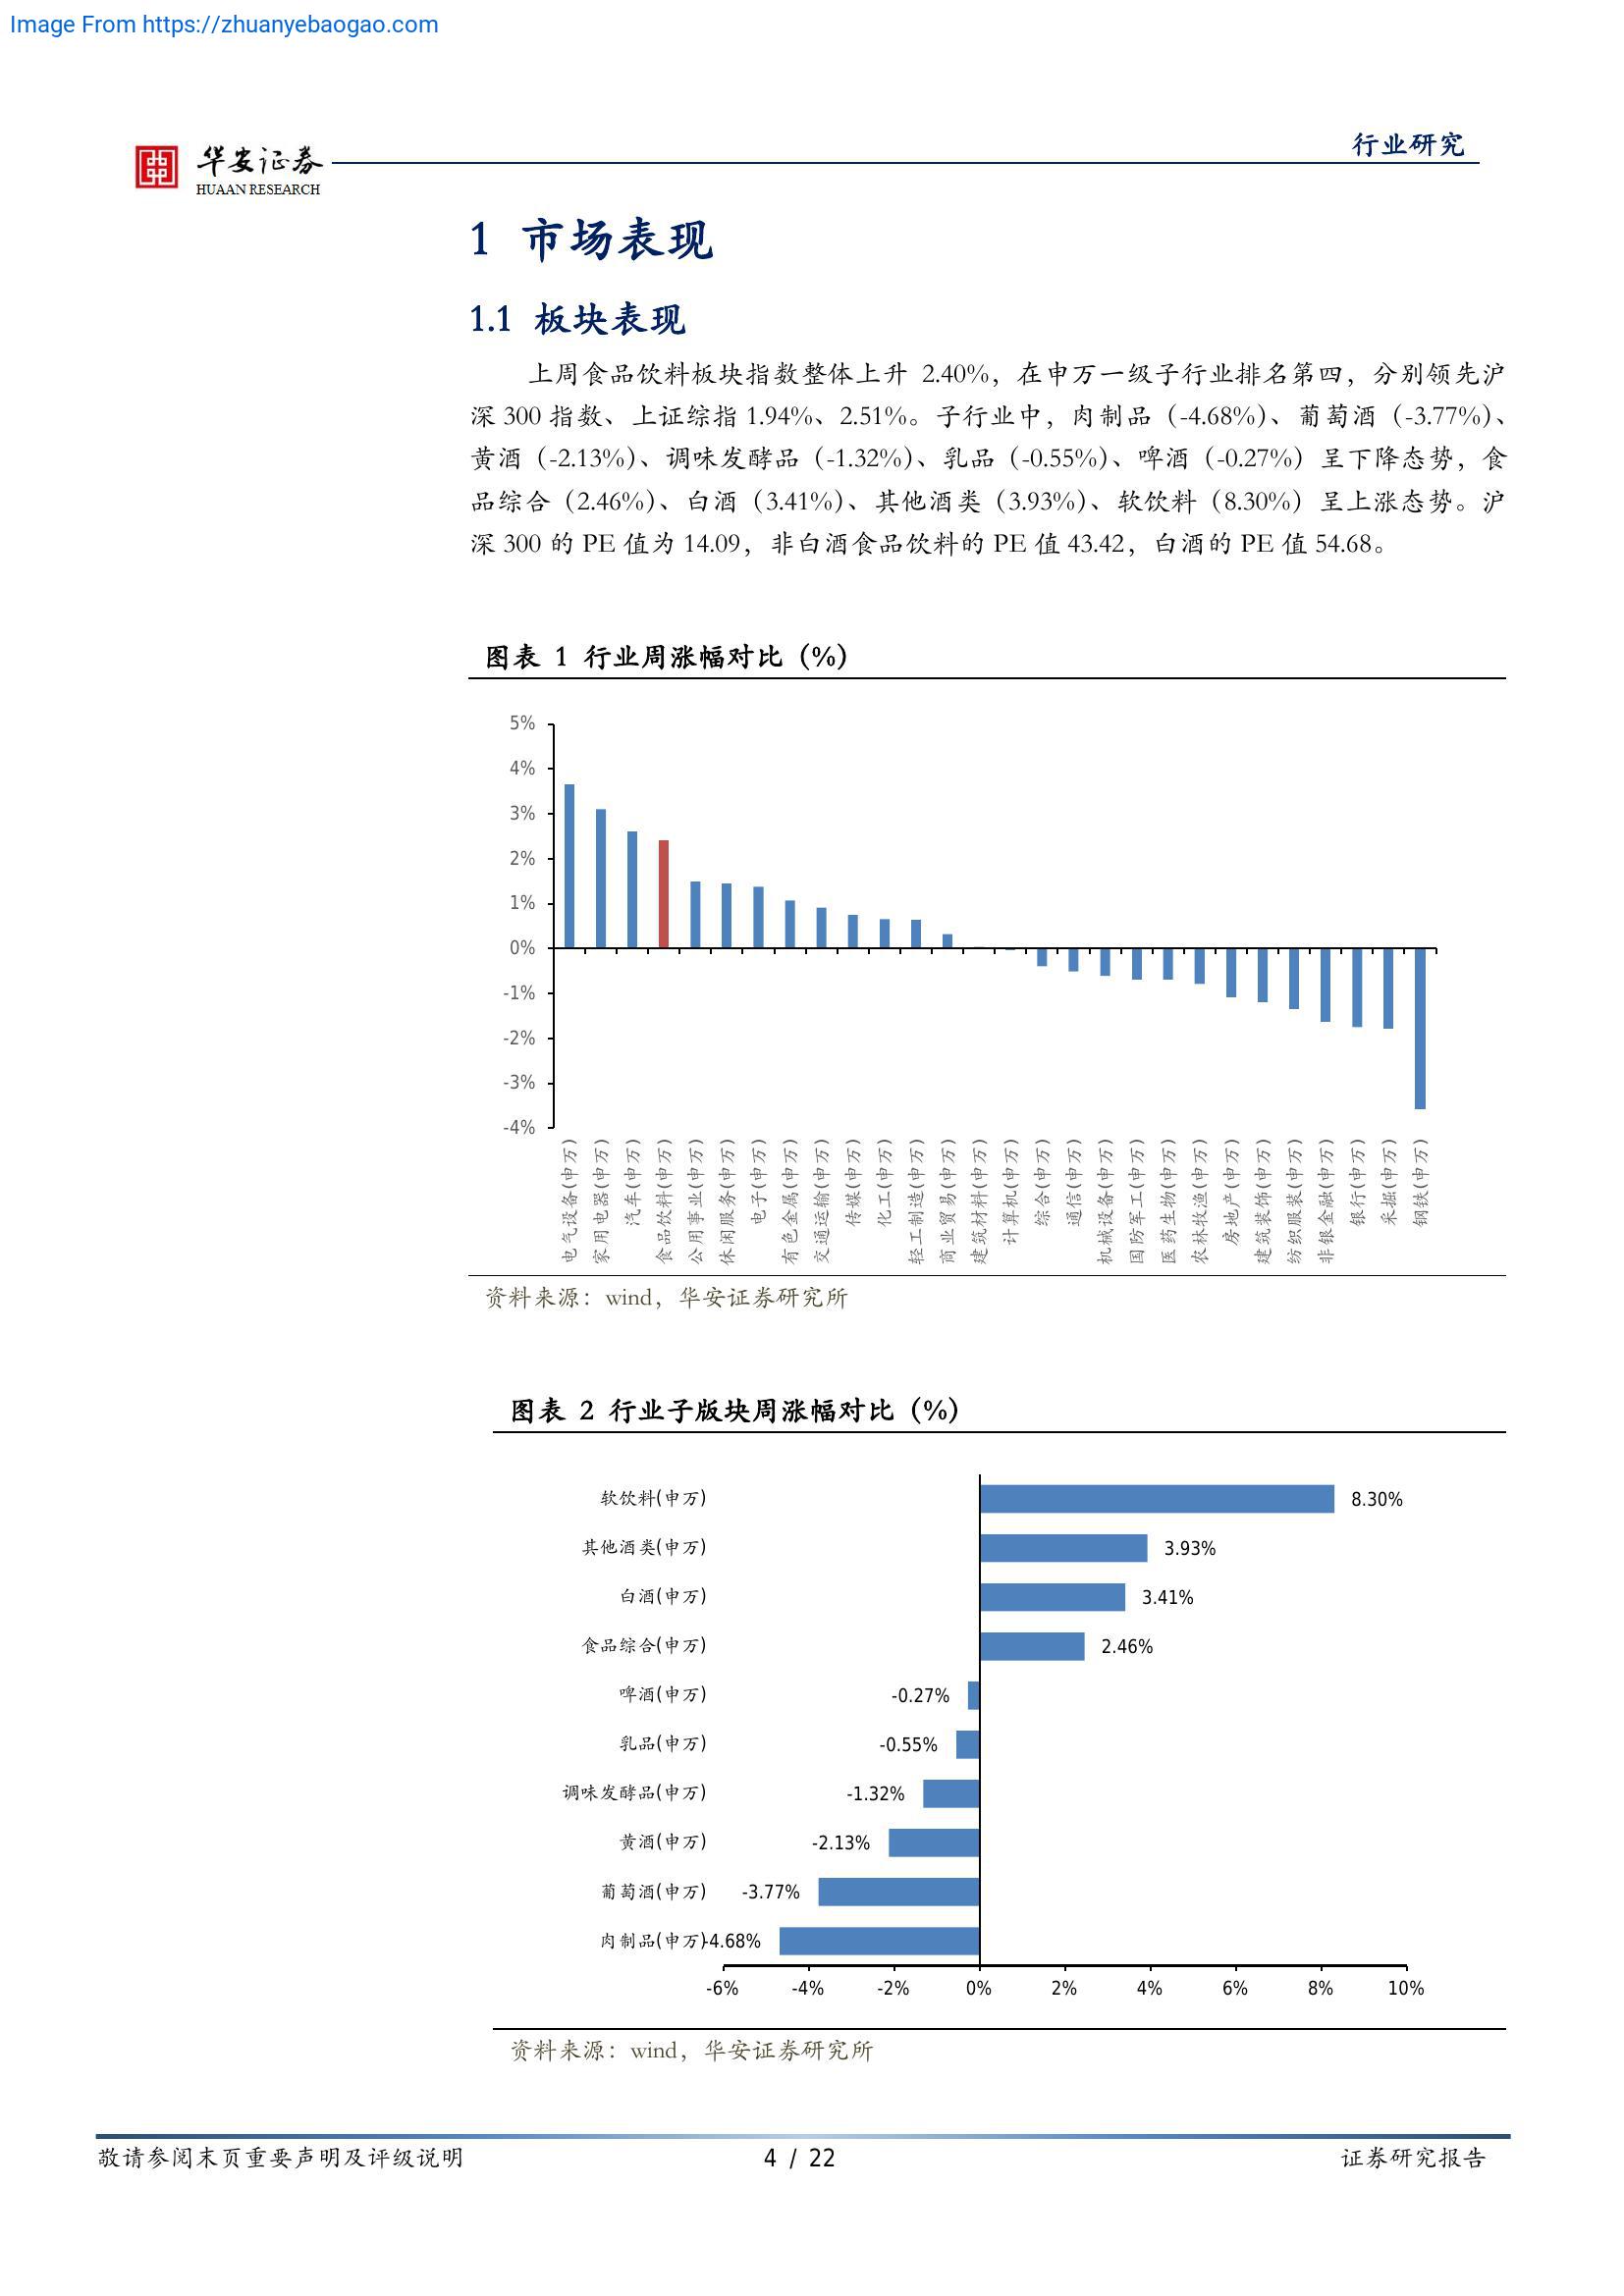 Image From https://zhuanyebaogao.com
华安证券
HUAAN RESEARCH
行业研究
1 市场表现
1.1 板块表现
上周食品饮料板块指数整体上升 2.40%，在申万一级子行业排名第四，分别领先沪
深 300 指数、上证综指 1.94%、2.51%。子行业中，肉制品（-4.68%）、葡萄酒（-3.77%）、
黄酒（-2.13%）、调味发酵品（-1.32%）、乳品（-0.55%）、啤酒（-0.27%）呈下降态势，食
品综合（2.46%）、白酒（3.41%）、其他酒类（3.93%）、软饮料（8.30%）呈上涨态势。沪
深 300 的 PE 值为 14.09，非白酒食品饮料的 PE 值 43.42，白酒的 PE 值 54.68。
图表 1 行业周涨幅对比（%）
5%
4%
3%
2%
1%
0%
-1%
-2%
-3%
-4%
电气设备(申万)
家用电器(申万)
汽车(申万)
食品饮料(申万)
公用事业(申万)
休闲服务(申万)
电子(申万)
有色金属(申万)
交通运输(申万)
传媒(申万)
化工(申万)
轻工制造(申万)
商业贸易(申万)
建筑材料(申万)
计算机(申万)
综合(申万)
通信(申万)
机械设备(申万)
国防军工(申万)
医药生物(申万)
农林牧渔(申万)
房地产(申万)
建筑装饰(申万)
纺织服装(申万)
非银金融(申万)
银行(申万)
采掘(申万)
钢铁(申万)
资料来源：wind，华安证券研究所
图表 2 行业子版块周涨幅对比（%）
软饮料(申万) 8.30%
其他酒类(申万) 3.93%
白酒(申万) 3.41%
食品综合(申万) 2.46%
啤酒(申万) -0.27%
乳品(申万) -0.55%
调味发酵品(申万) -1.32%
黄酒(申万) -2.13%
葡萄酒(申万) -3.77%
肉制品(申万) -4.68%
-6% -4% -2% 0% 2% 4% 6% 8% 10%
资料来源：wind，华安证券研究所
敬请参阅末页重要声明及评级说明 4 / 22 证券研究报告